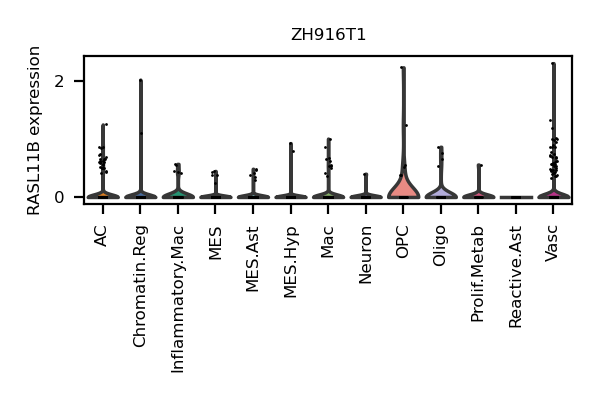 ZH916T1
RASL11B expression
2
0
AC
Chromatin.Reg
Inflammatory.Mac
MES
MES.Ast
MES.Hyp
Mac
Neuron
OPC
Oligo
Prolif.Metab
Reactive.Ast
Vasc